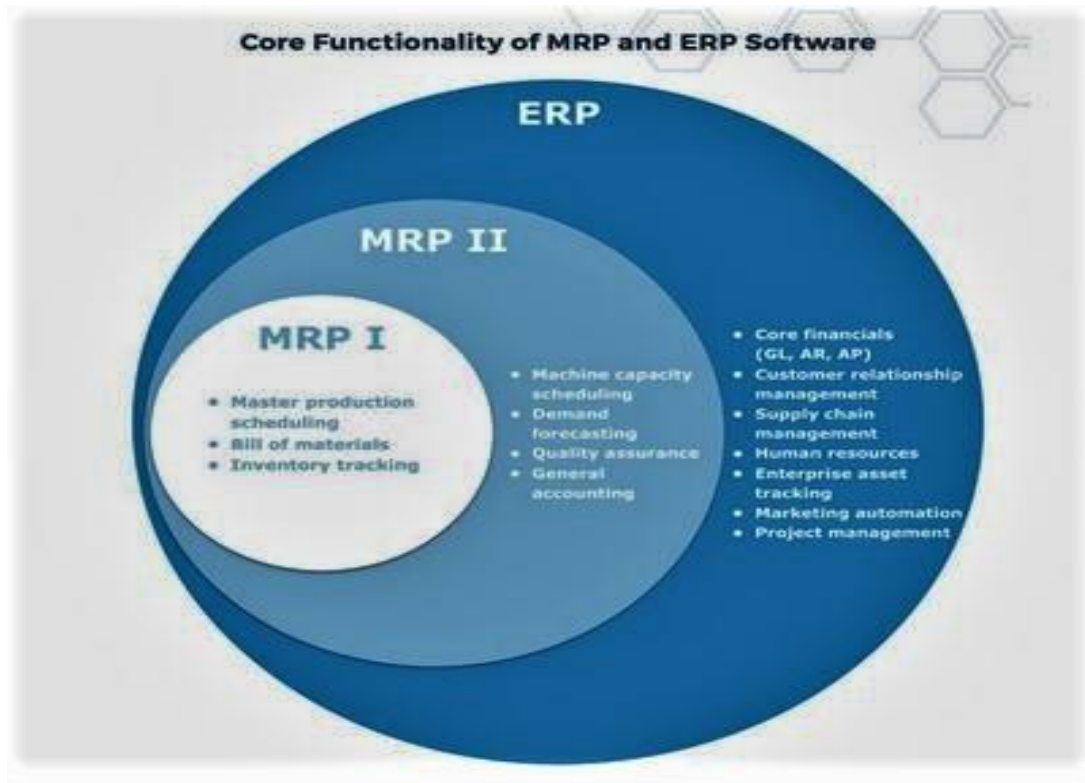 Core Functionality of MRP and ERP Software
ERP
MRP II
MRP I
• Master production
scheduling
• Bill of materials
• Inventory tracking
• Machine capacity
scheduling
• Demand
forecasting
• Quality assurance
• General
accounting
• Core financials
(GL, AR, AP)
• Customer relationship
management
• Supply chain
management
• Human resources
• Enterprise asset
tracking
• Marketing automation
• Project management